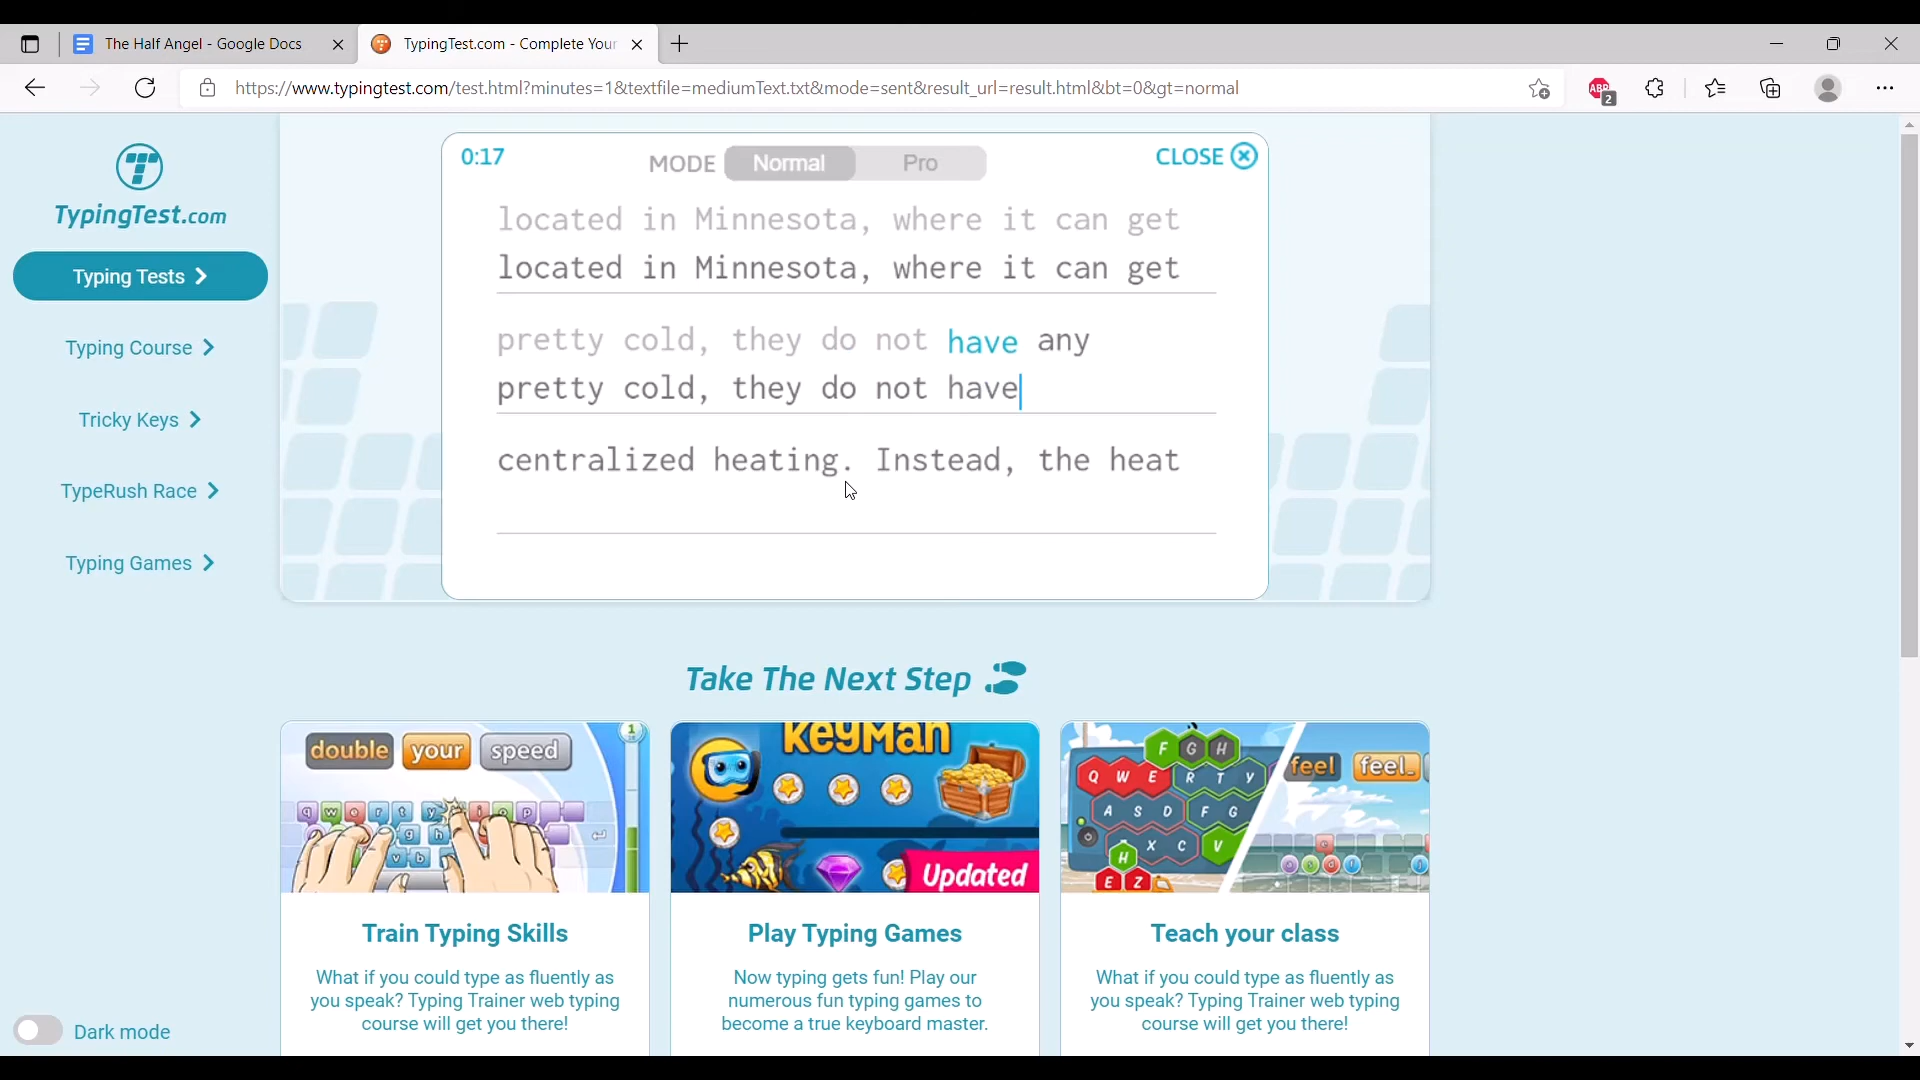 The Half Angel - Google Docs
TypingTest.com - Complete Your
https://www.typingtest.com/test.html?minutes=1&textfile=mediumText.txt&mode=sent&result_url=result.html&bt=0&gt=normal
ABP
2
T
TypingTest.com
Typing Tests
Typing Course
Tricky Keys
TypeRush Race
Typing Games
Dark mode
0:17
MODE Normal Pro
CLOSE
located in Minnesota, where it can get
located in Minnesota, where it can get
pretty cold, they do not have any
pretty cold, they do not have
centralized heating. Instead, the heat
Take The Next Step
double your speed
1
q w e r t y i o p
g h
v b
Train Typing Skills
What if you could type as fluently as
you speak? Typing Trainer web typing
course will get you there!
KeyMan
Updated
Play Typing Games
Now typing gets fun! Play our
numerous fun typing games to
become a true keyboard master.
F G H
Q W E R T Y
A S D F G
H X C V
E Z
feel feel_
Teach your class
What if you could type as fluently as
you speak? Typing Trainer web typing
course will get you there!